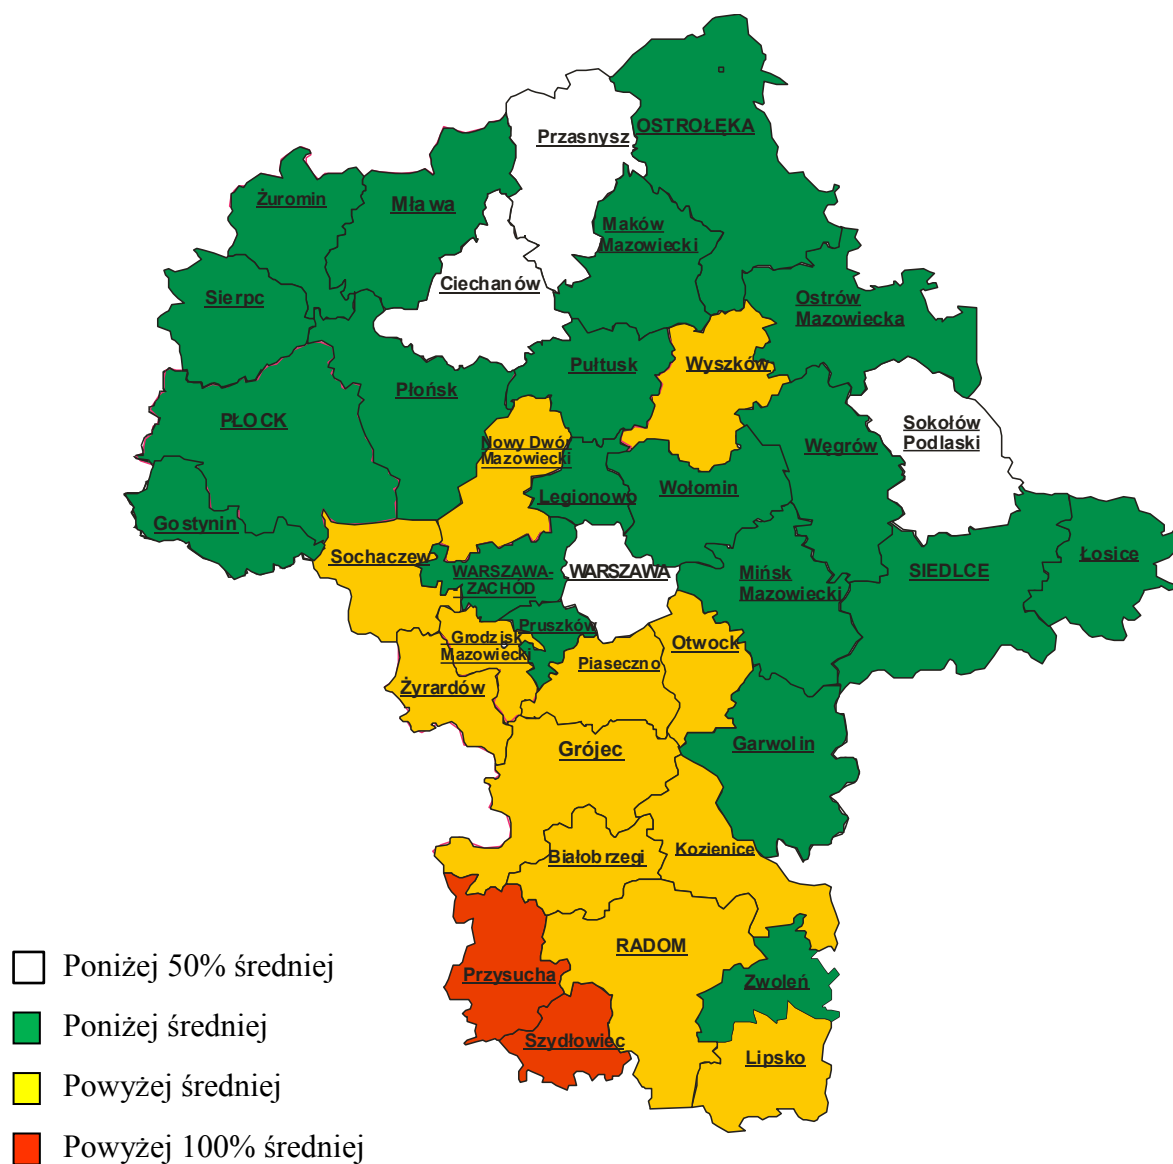 Przasnysz
OSTROŁĘKA
Żuromin
Mława
Maków
Mazowiecki
Ciechanów
Sierpc
Ostrów
Mazowiecka
Pułtusk
Wyszków
Płońsk
PŁOCK
Sokołów
Podlaski
Nowy Dwór
Mazowiecki
Węgrów
Legionowo
Wołomin
Gostynin
Sochaczew
WARSZAWA-
ZACHÓD
WARSZAWA
Mińsk
Mazowiecki
SIEDLCE
Łosice
Pruszków
Grodzisk
Mazowiecki
Piaseczno
Otwock
Żyrardów
Grójec
Garwolin
Białobrzegi
Kozienice
RADOM
Przysucha
Zwoleń
Szydłowiec
Lipsko
Poniżej 50% średniej
Poniżej średniej
Powyżej średniej
Powyżej 100% średniej